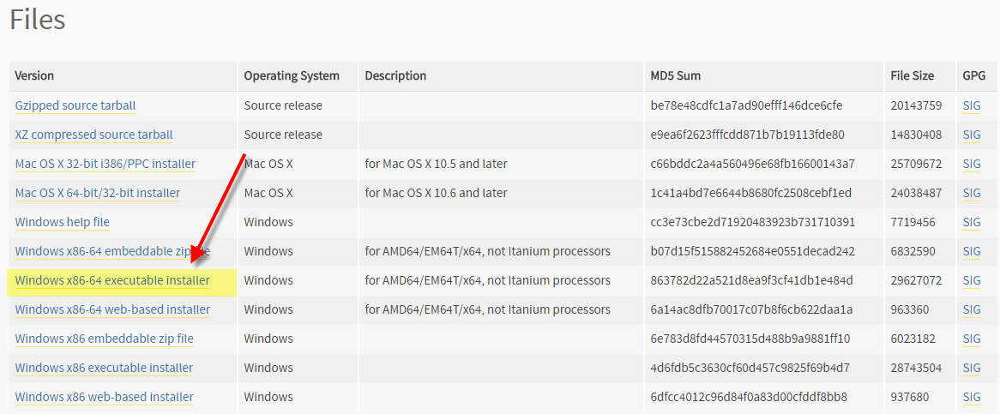 Files
Version Operating System Description MD5 Sum File Size GPG
Gzipped source tarball Source release be78e48cdfc1a7ad90efff146dce6cfe 20143759 SIG
XZ compressed source tarball Source release e9ea6f2623fffcdd871b7b19113fde80 14830408 SIG
Mac OS X 32-bit i386/PPC installer Mac OS X for Mac OS X 10.5 and later c66bddc2a4a560496e68fb16600143a7 25709672 SIG
Mac OS X 64-bit/32-bit installer Mac OS X for Mac OS X 10.6 and later 1c41a4bd7e6644b8680fc2508cebf1ed 24038487 SIG
Windows help file Windows cc3e73cbe2d71920483923b731710391 7719456 SIG
Windows x86-64 embeddable zip file Windows for AMD64/EM64T/x64, not Itanium processors b07d15f515882452684e0551decad242 6832590 SIG
Windows x86-64 executable installer Windows for AMD64/EM64T/x64, not Itanium processors 863782d22a521d8ea9f3cf41db1e484d 29627072 SIG
Windows x86-64 web-based installer Windows for AMD64/EM64T/x64, not Itanium processors 6a14ac8dfb70017c07b8f6cb622daa1a 963360 SIG
Windows x86 embeddable zip file Windows 6e783d8fd44570315d488b9a9881ff10 6023182 SIG
Windows x86 executable installer Windows 4d6fdb5c3630cf60d457c9825f69b4d7 28743504 SIG
Windows x86 web-based installer Windows 6dfcc4012c96d84f0a83d00cfddf8bb8 937680 SIG